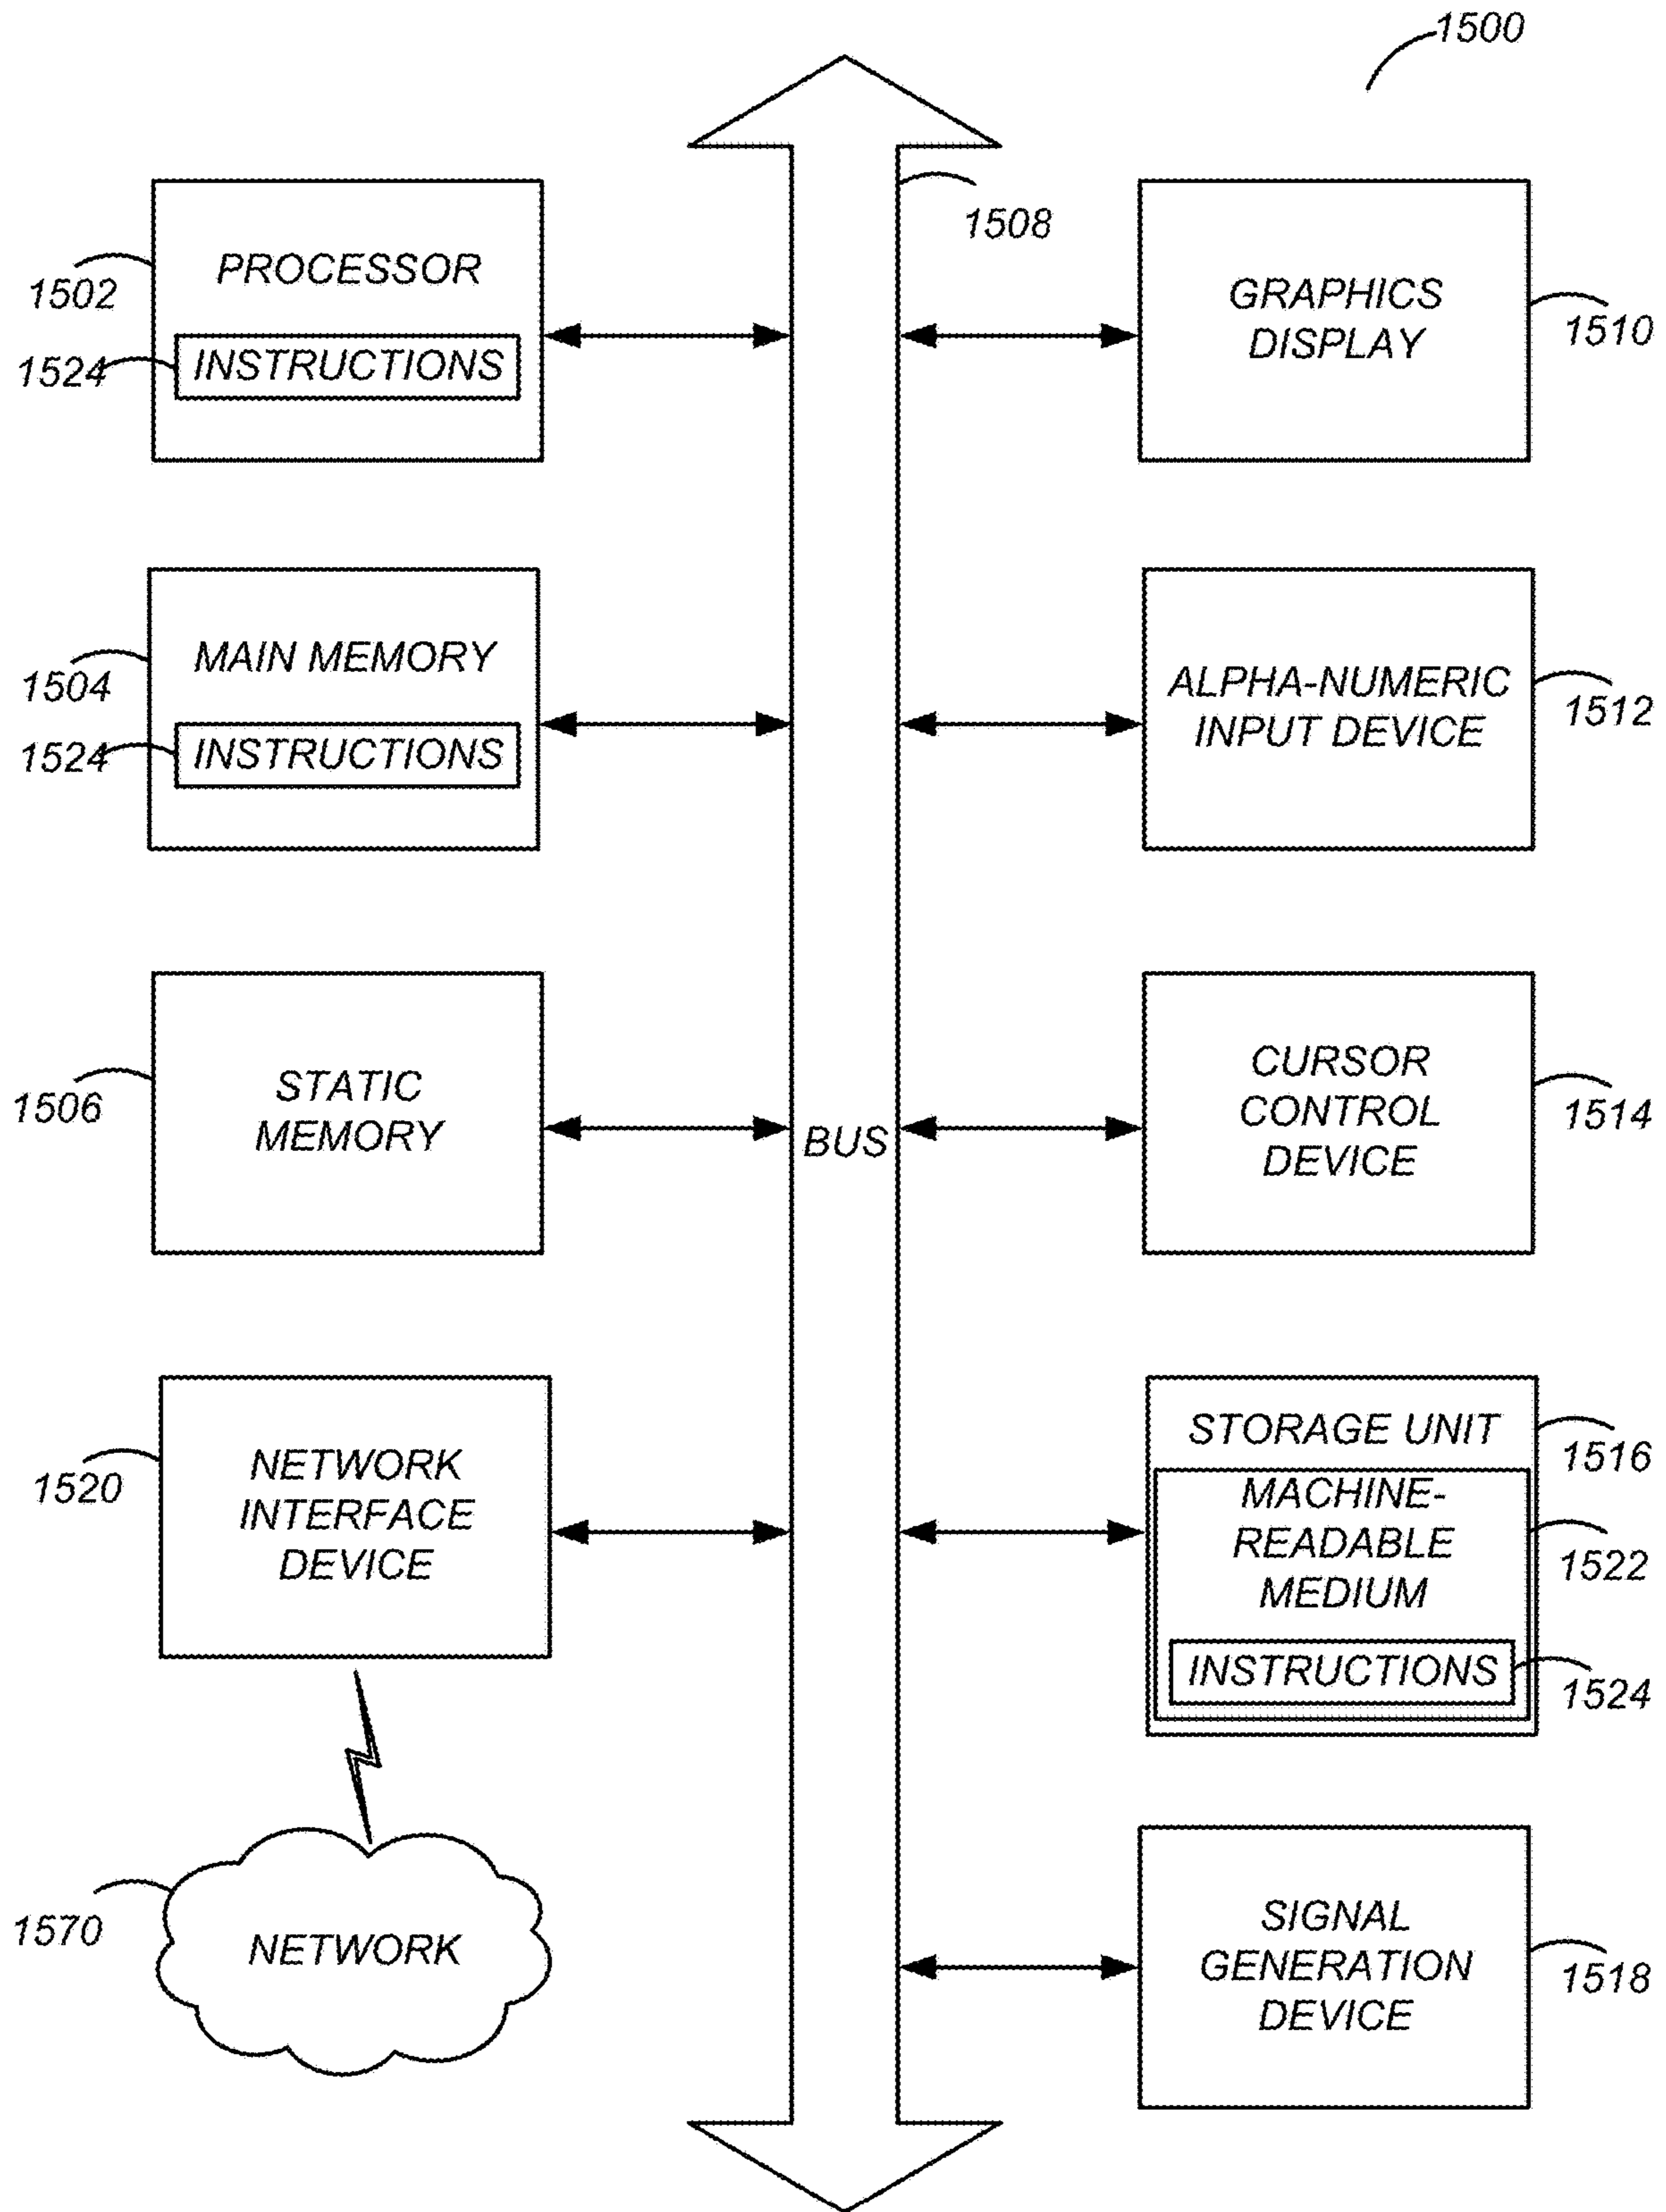 1500
1508
PROCESSOR
1502
1524
INSTRUCTIONS
GRAPHICS
DISPLAY
1510
MAIN MEMORY
1504
1524
INSTRUCTIONS
ALPHA-NUMERIC
INPUT DEVICE
1512
STATIC
MEMORY
1506
BUS
CURSOR
CONTROL
DEVICE
1514
NETWORK
INTERFACE
DEVICE
1520
STORAGE UNIT
1516
MACHINE-
READABLE
MEDIUM
1522
INSTRUCTIONS
1524
1570
NETWORK
SIGNAL
GENERATION
DEVICE
1518